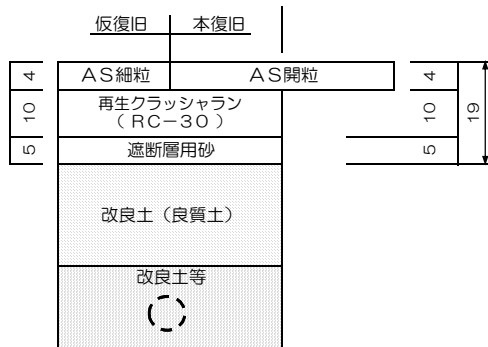 仮復旧 本復旧
4 AS細粒 AS開粒 4
10 再生クラッシャラン 10 19
(RC-30)
5 遮断層用砂 5
改良土(良質土)
改良土等